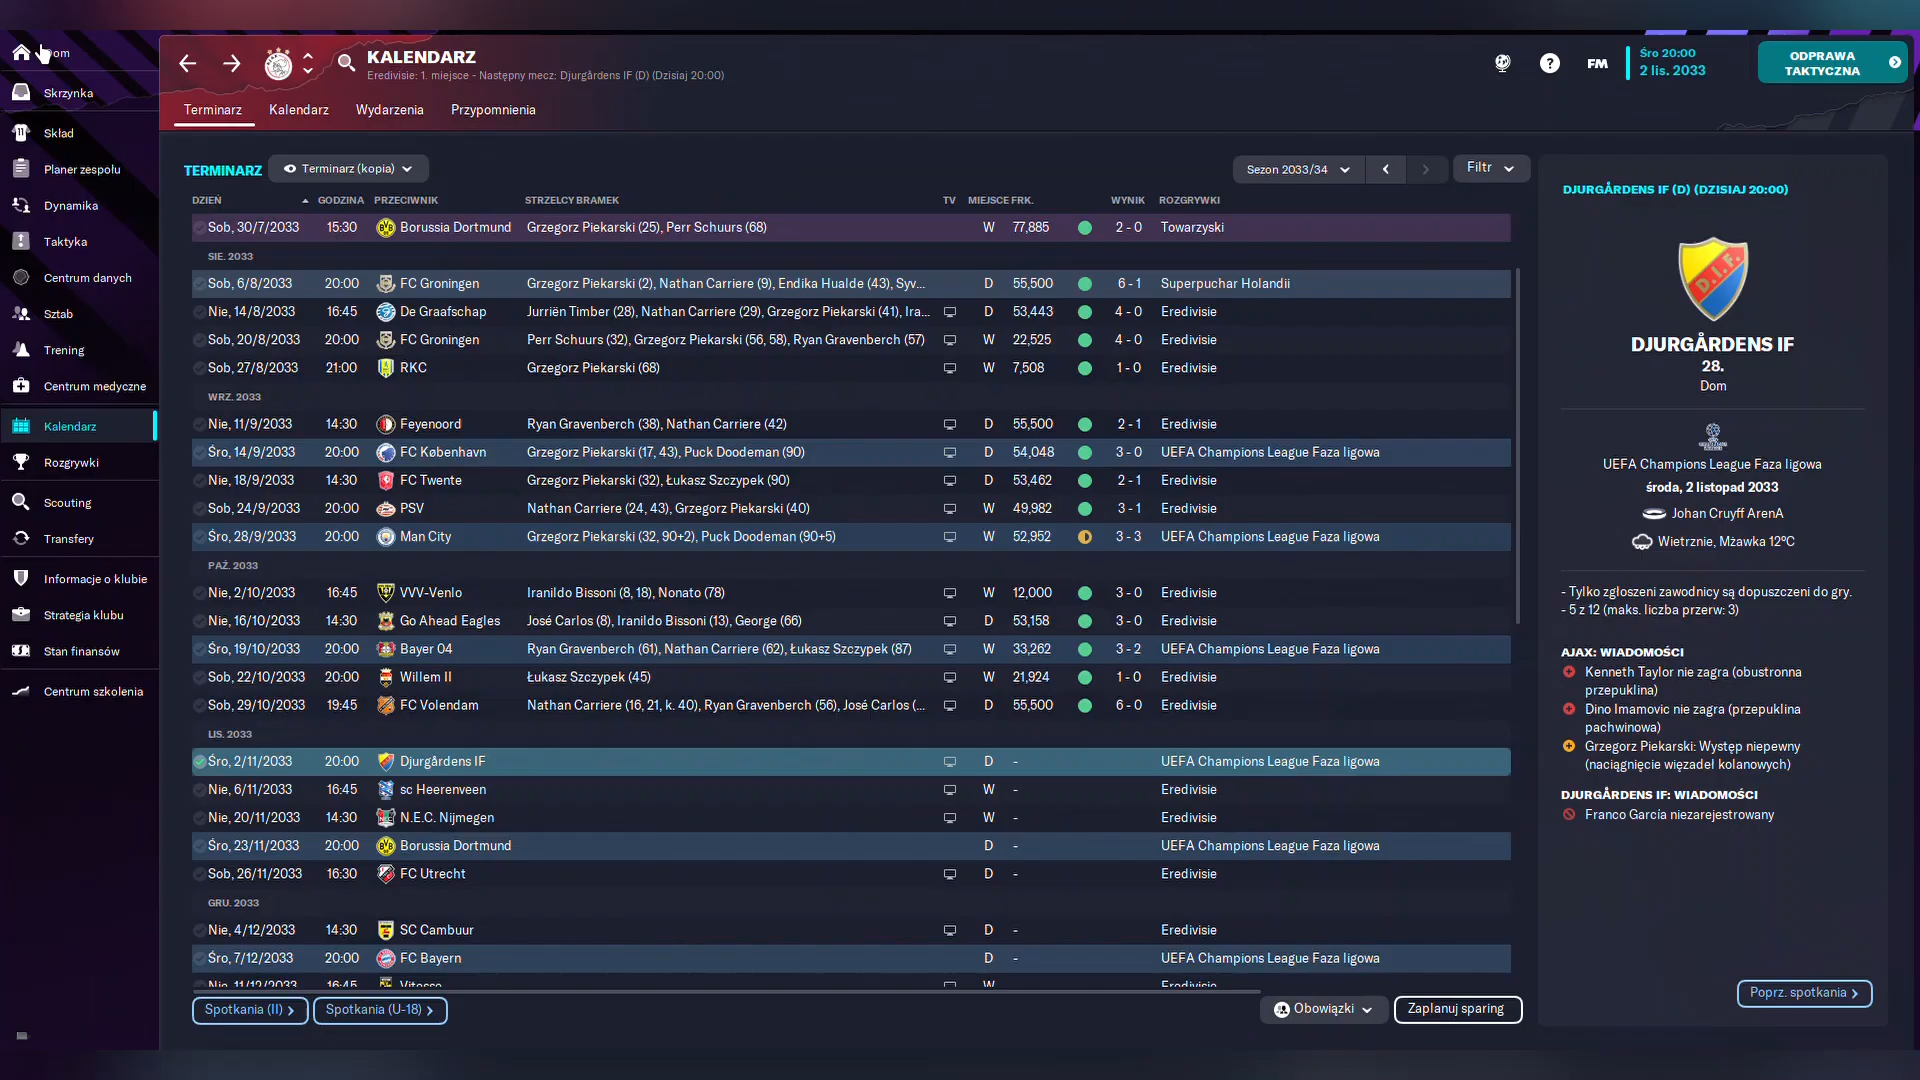 Dom
Skrzynka
Skład
Planer zespołu
Dynamika
Taktyka
Centrum danych
Sztab
Trening
Centrum medyczne
Kalendarz
Rozgrywki
Scouting
Transfery
Informacje o klubie
Strategia klubu
Stan finansów
Centrum szkolenia
KALENDARZ
Eredivisie: 1. miejsce - Następny mecz: Djurgårdens IF (D) (Dzisiaj 20:00)
FM
Śro 20:00
2 lis. 2033
ODPRAWA
TAKTYCZNA
Terminarz Kalendarz Wydarzenia Przypomnienia
TERMINARZ Terminarz (kopia) Sezon 2033/34 Filtr
DZIEŃ GODZINA PRZECIWNIK STRZELCY BRAMEK TV MIEJSCE FRK. WYNIK ROZGRYWKI
Sob, 30/7/2033 15:30 Borussia Dortmund Grzegorz Piekarski (25), Perr Schuurs (68) W 77,885 2 - 0 Towarzyski
SIE. 2033
Sob, 6/8/2033 20:00 FC Groningen Grzegorz Piekarski (2), Nathan Carriere (9), Endika Hualde (43), Syv... D 55,500 6 - 1 Superpuchar Holandii
Nie, 14/8/2033 16:45 De Graafschap Jurriën Timber (28), Nathan Carriere (29), Grzegorz Piekarski (41), Ira... D 53,443 4 - 0 Eredivisie
Sob, 20/8/2033 20:00 FC Groningen Perr Schuurs (32), Grzegorz Piekarski (56, 58), Ryan Gravenberch (57) W 22,525 4 - 0 Eredivisie
Sob, 27/8/2033 21:00 RKC Grzegorz Piekarski (68) W 7,508 1 - 0 Eredivisie
WRZ. 2033
Nie, 11/9/2033 14:30 Feyenoord Ryan Gravenberch (38), Nathan Carriere (42) D 55,500 2 - 1 Eredivisie
Śro, 14/9/2033 20:00 FC København Grzegorz Piekarski (17, 43), Puck Doodeman (90) D 54,048 3 - 0 UEFA Champions League Faza ligowa
Nie, 18/9/2033 14:30 FC Twente Grzegorz Piekarski (32), Łukasz Szczypek (90) D 53,462 2 - 1 Eredivisie
Sob, 24/9/2033 20:00 PSV Nathan Carriere (24, 43), Grzegorz Piekarski (40) W 49,982 3 - 1 Eredivisie
Śro, 28/9/2033 20:00 Man City Grzegorz Piekarski (32, 90+2), Puck Doodeman (90+5) W 52,952 3 - 3 UEFA Champions League Faza ligowa
PAŹ. 2033
Nie, 2/10/2033 16:45 VVV-Venlo Iranildo Bissoni (8, 18), Nonato (78) W 12,000 3 - 0 Eredivisie
Nie, 16/10/2033 14:30 Go Ahead Eagles José Carlos (8), Iranildo Bissoni (13), George (66) D 53,158 3 - 0 Eredivisie
Śro, 19/10/2033 20:00 Bayer 04 Ryan Gravenberch (61), Nathan Carriere (62), Łukasz Szczypek (87) W 33,262 3 - 2 UEFA Champions League Faza ligowa
Sob, 22/10/2033 20:00 Willem II Łukasz Szczypek (45) W 21,924 1 - 0 Eredivisie
Sob, 29/10/2033 19:45 FC Volendam Nathan Carriere (16, 21, k. 40), Ryan Gravenberch (56), José Carlos (... D 55,500 6 - 0 Eredivisie
LIS. 2033
Śro, 2/11/2033 20:00 Djurgårdens IF D - UEFA Champions League Faza ligowa
Nie, 6/11/2033 16:45 sc Heerenveen W - Eredivisie
Nie, 20/11/2033 14:30 N.E.C. Nijmegen W - Eredivisie
Śro, 23/11/2033 20:00 Borussia Dortmund D - UEFA Champions League Faza ligowa
Sob, 26/11/2033 16:30 FC Utrecht D - Eredivisie
GRU. 2033
Nie, 4/12/2033 14:30 SC Cambuur D - Eredivisie
Śro, 7/12/2033 20:00 FC Bayern D - UEFA Champions League Faza ligowa
Nie, 11/12/2033 16:45 Vitesse W Eredivisie
Spotkania (II) Spotkania (U-18) Obowiązki Zaplanuj sparing
DJURGÅRDENS IF (D) (DZISIAJ 20:00)
D.I.F.
DJURGÅRDENS IF
28.
Dom
UEFA Champions League Faza ligowa
środa, 2 listopad 2033
Johan Cruyff ArenA
Wietrznie, Mżawka 12°C
- Tylko zgłoszeni zawodnicy są dopuszczeni do gry.
- 5 z 12 (maks. liczba przerw: 3)
AJAX: WIADOMOŚCI
Kenneth Taylor nie zagra (obustronna
przepuklina)
Dino Imamovic nie zagra (przepuklina
pachwinowa)
Grzegorz Piekarski: Występ niepewny
(naciągnięcie więzadeł kolanowych)
DJURGÅRDENS IF: WIADOMOŚCI
Franco García niezarejestrowany
Poprz. spotkania